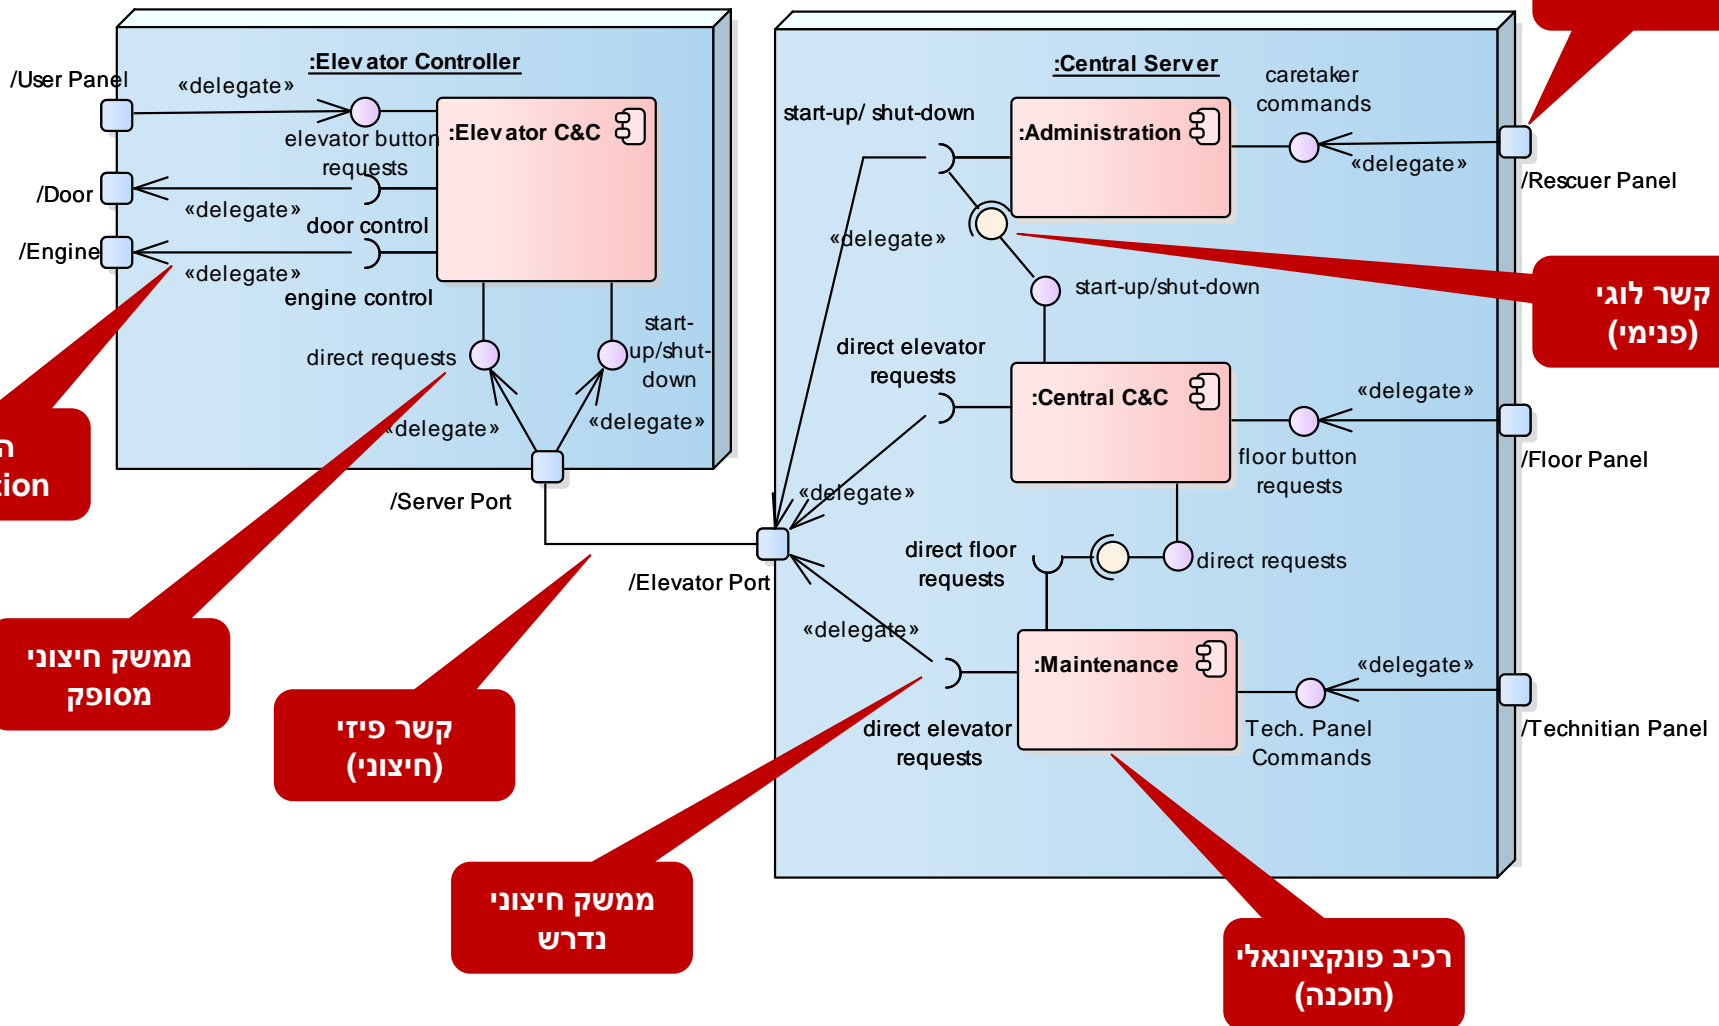 :Elevator Controller
/User Panel
«delegate»
elevator button
requests
:Elevator C&C
/Door
«delegate»
door control
/Engine
«delegate»
engine control
direct requests
start-
up/shut-
down
«delegate»
«delegate»
/Server Port
:Central Server
caretaker
commands
start-up/ shut-down
:Administration
«delegate»
/Rescuer Panel
«delegate»
start-up/shut-down
קשר לוגי
(פנימי)
direct elevator
requests
:Central C&C
«delegate»
floor button
requests
/Floor Panel
«delegate»
direct floor
requests
direct requests
/Elevator Port
«delegate»
:Maintenance
«delegate»
direct elevator
requests
Tech. Panel
Commands
/Technitian Panel
ממשק חיצוני
מסופק
קשר פיזי
(חיצוני)
ממשק חיצוני
נדרש
רכיב פונקציונאלי
(תוכנה)